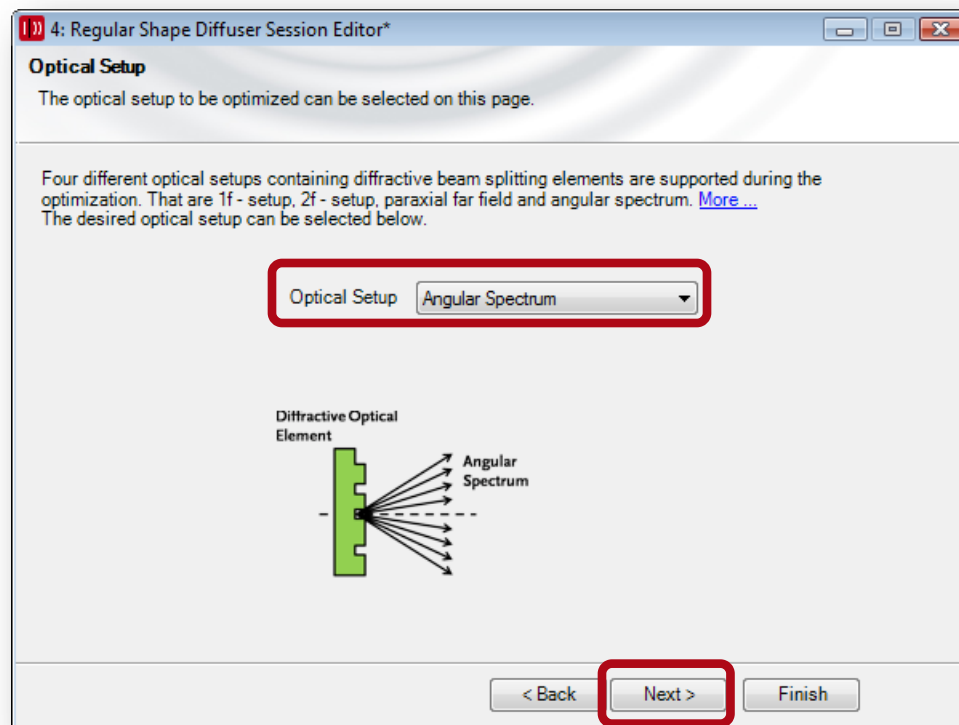 4: Regular Shape Diffuser Session Editor*
Optical Setup
The optical setup to be optimized can be selected on this page.
Four different optical setups containing diffractive beam splitting elements are supported during the
optimization. That are 1f - setup, 2f - setup, paraxial far field and angular spectrum. More ...
The desired optical setup can be selected below.
Optical Setup Angular Spectrum
Diffractive Optical
Element
Angular
Spectrum
< Back Next > Finish